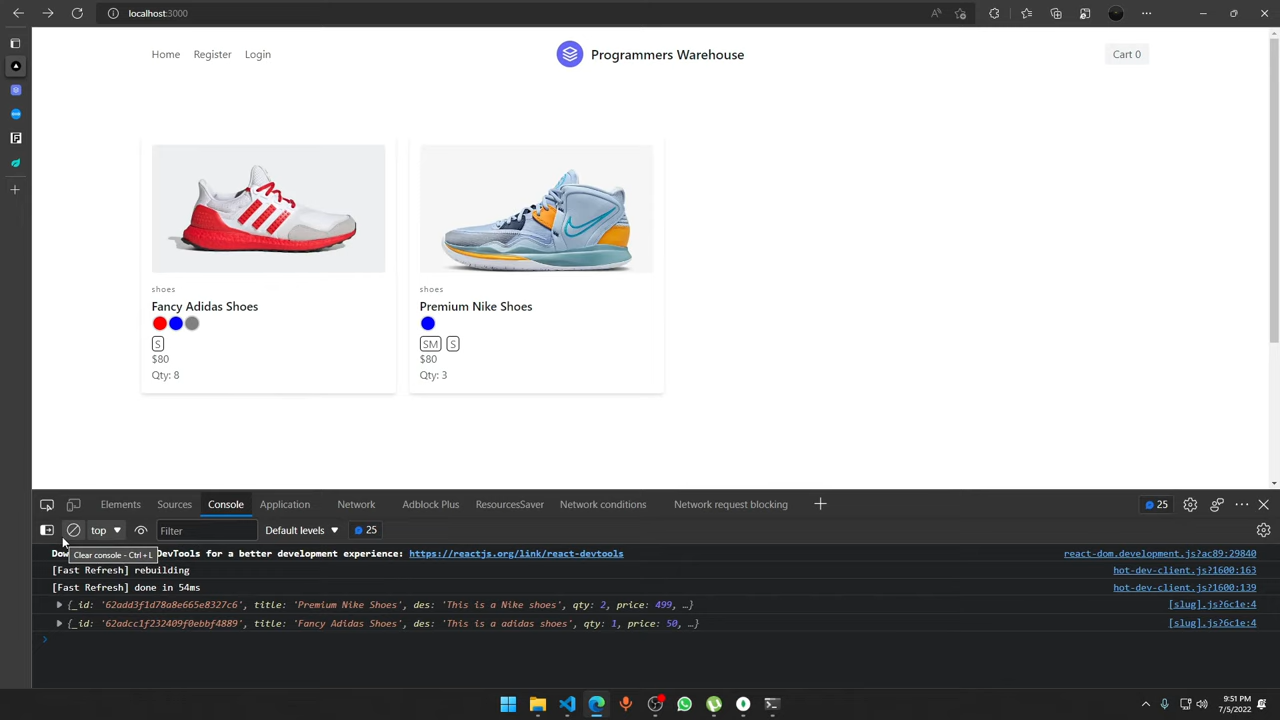 localhost:3000
Home Register Login Programmers Warehouse Cart 0
shoes
Fancy Adidas Shoes
S
$80
Qty: 8
shoes
Premium Nike Shoes
SM S
$80
Qty: 3
Elements Sources Console Application Network Adblock Plus ResourcesSaver Network conditions Network request blocking 25
top Filter Default levels 25
Clear console - Ctrl + L
Dow DevTools for a better development experience: https://reactjs.org/link/react-devtools react-dom.development.js?ac89:29840
[Fast Refresh] rebuilding hot-dev-client.js?1600:163
[Fast Refresh] done in 54ms hot-dev-client.js?1600:139
{_id: '62add3f1d78a8e665e8327c6', title: 'Premium Nike Shoes', des: 'This is a Nike shoes', qty: 2, price: 499, …} [slug].js?6c1e:4
{_id: '62adcc1f232409f0ebbf4889', title: 'Fancy Adidas Shoes', des: 'This is a adidas shoes', qty: 1, price: 50, …} [slug].js?6c1e:4
9:51 PM
7/5/2022